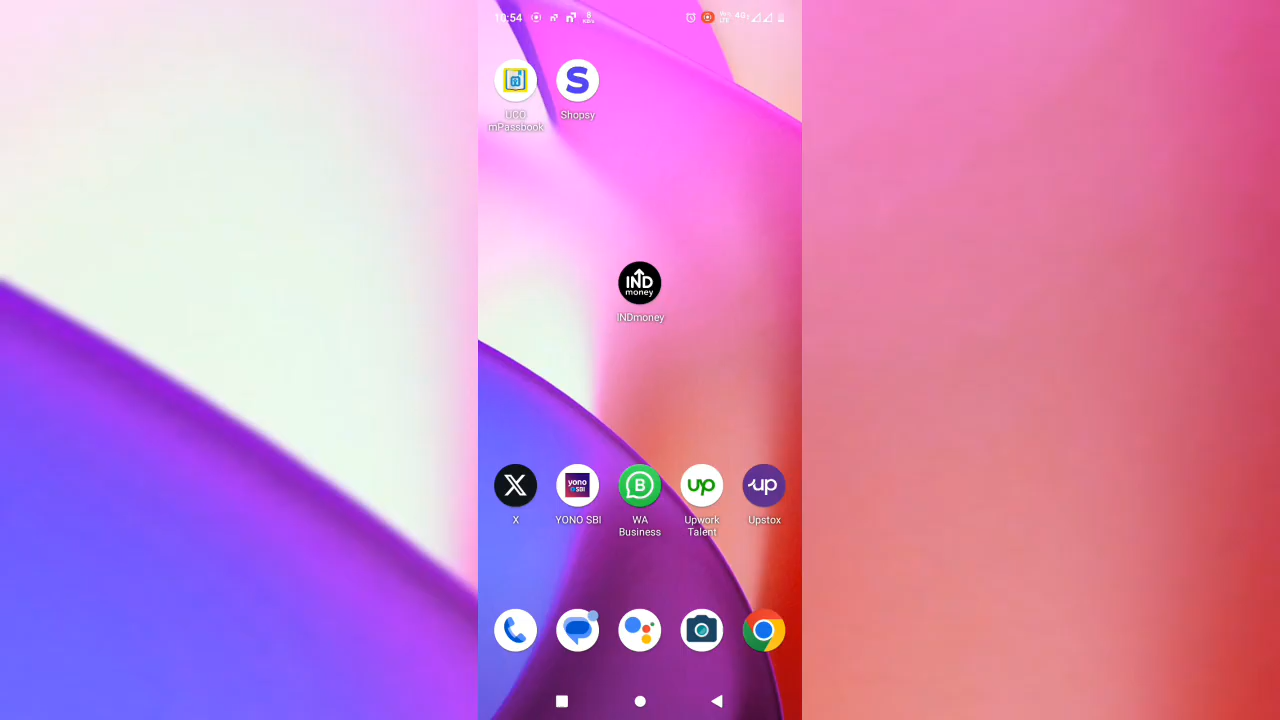 10:54
4G
UCO
mPassbook
S
Shopsy
IND
money
INDmoney
X
yono
SBI
YONO SBI
B
WA
Business
up
Upwork
Talent
up
Upstox